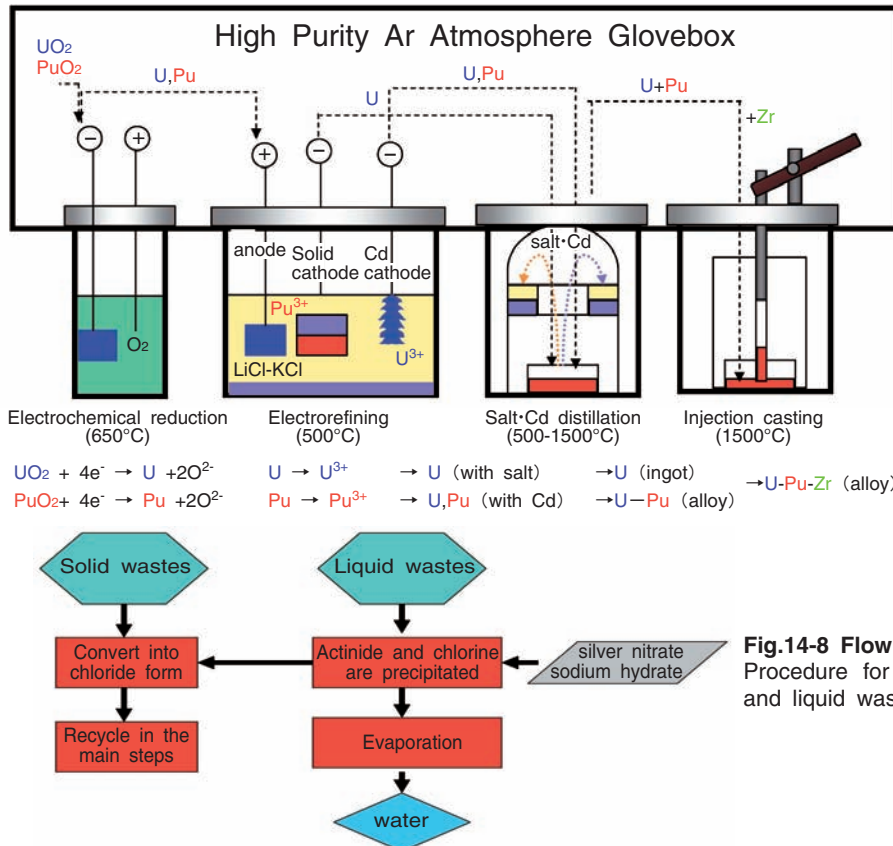 High Purity Ar Atmosphere Glovebox
UO2
PuO2
U,Pu
U
U,Pu
U+Pu
+Zr
−
+
+
−
−
anode
Solid
cathode
Cd
cathode
salt·Cd
Pu3+
O2
U3+
LiCl-KCl
Electrochemical reduction
(650°C)
Electrorefining
(500°C)
Salt·Cd distillation
(500-1500°C)
Injection casting
(1500°C)
UO2 + 4e- → U +2O2- U → U3+ → U (with salt) →U (ingot)
PuO2+ 4e- → Pu +2O2- Pu → Pu3+ → U,Pu (with Cd) →U−Pu (alloy)
→U-Pu-Zr (alloy)
Solid wastes
Liquid wastes
Convert into
chloride form
Actinide and chlorine
are precipitated
silver nitrate
sodium hydrate
Recycle in the
main steps
Evaporation
water
Fig.14-8 Flow
Procedure for
and liquid was